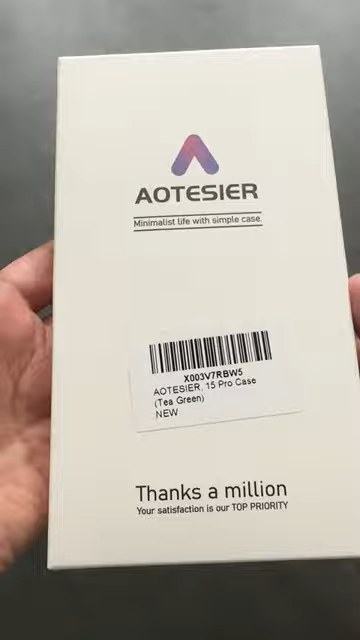 AOTESIER
Minimalist life with simple case.
X003V7RBW5
AOTESIER, 15 Pro Case
(Tea Green)
NEW
Thanks a million
Your satisfaction is our TOP PRIORITY